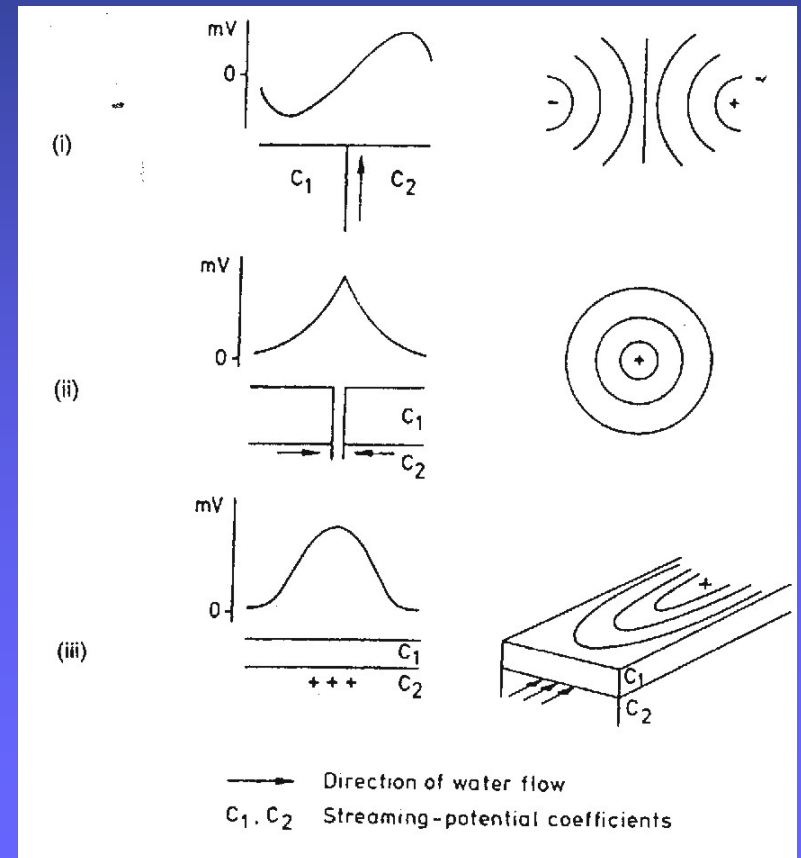 mV
0
(i)
C₁ C₂
- +
mV
0
(ii)
C₁
C₂
+
mV
0
(iii)
C₁
+ + + C₂
+
C₁
C₂
Direction of water flow
C₁, C₂ Streaming-potential coefficients